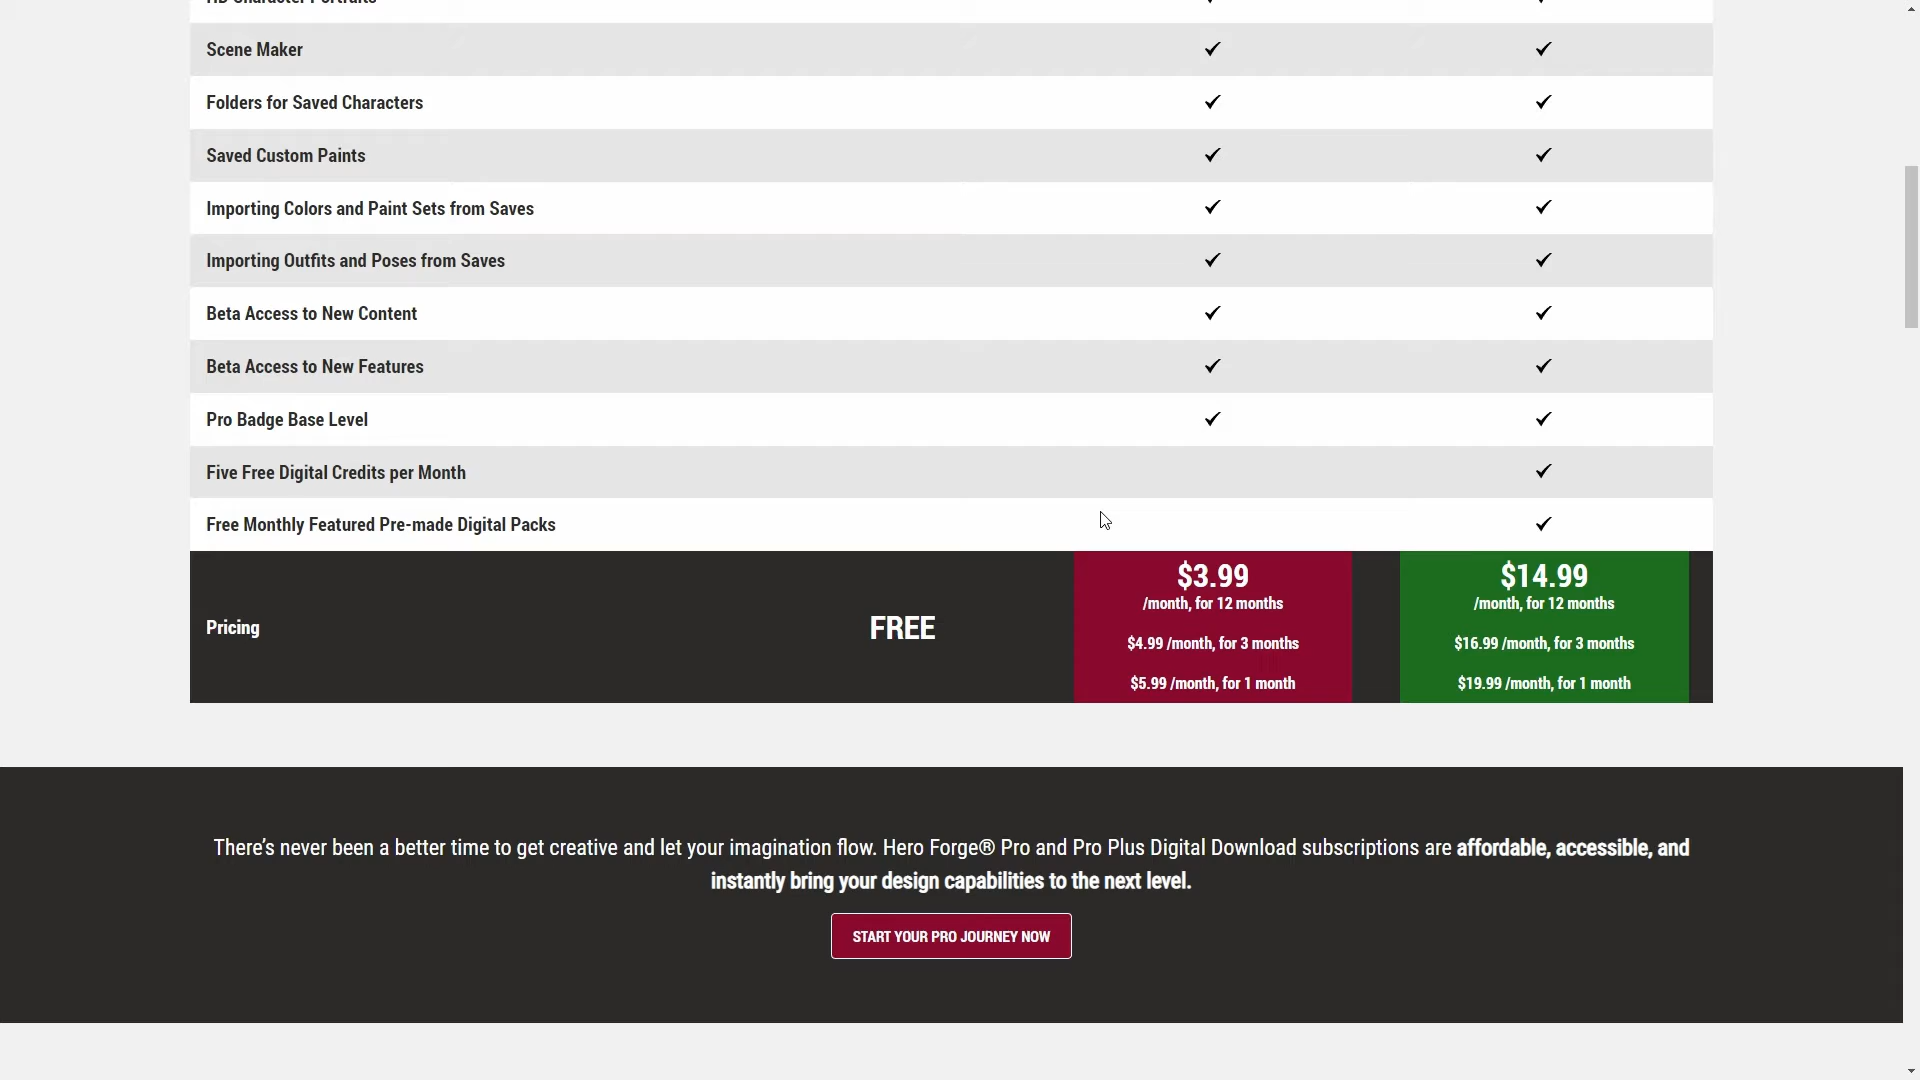 HD Character Portraits
Scene Maker
Folders for Saved Characters
Saved Custom Paints
Importing Colors and Paint Sets from Saves
Importing Outfits and Poses from Saves
Beta Access to New Content
Beta Access to New Features
Pro Badge Base Level
Five Free Digital Credits per Month
Free Monthly Featured Pre-made Digital Packs
Pricing
FREE
$3.99
/month, for 12 months
$4.99 /month, for 3 months
$5.99 /month, for 1 month
$14.99
/month, for 12 months
$16.99 /month, for 3 months
$19.99 /month, for 1 month
There's never been a better time to get creative and let your imagination flow. Hero Forge® Pro and Pro Plus Digital Download subscriptions are affordable, accessible, and
instantly bring your design capabilities to the next level.
START YOUR PRO JOURNEY NOW